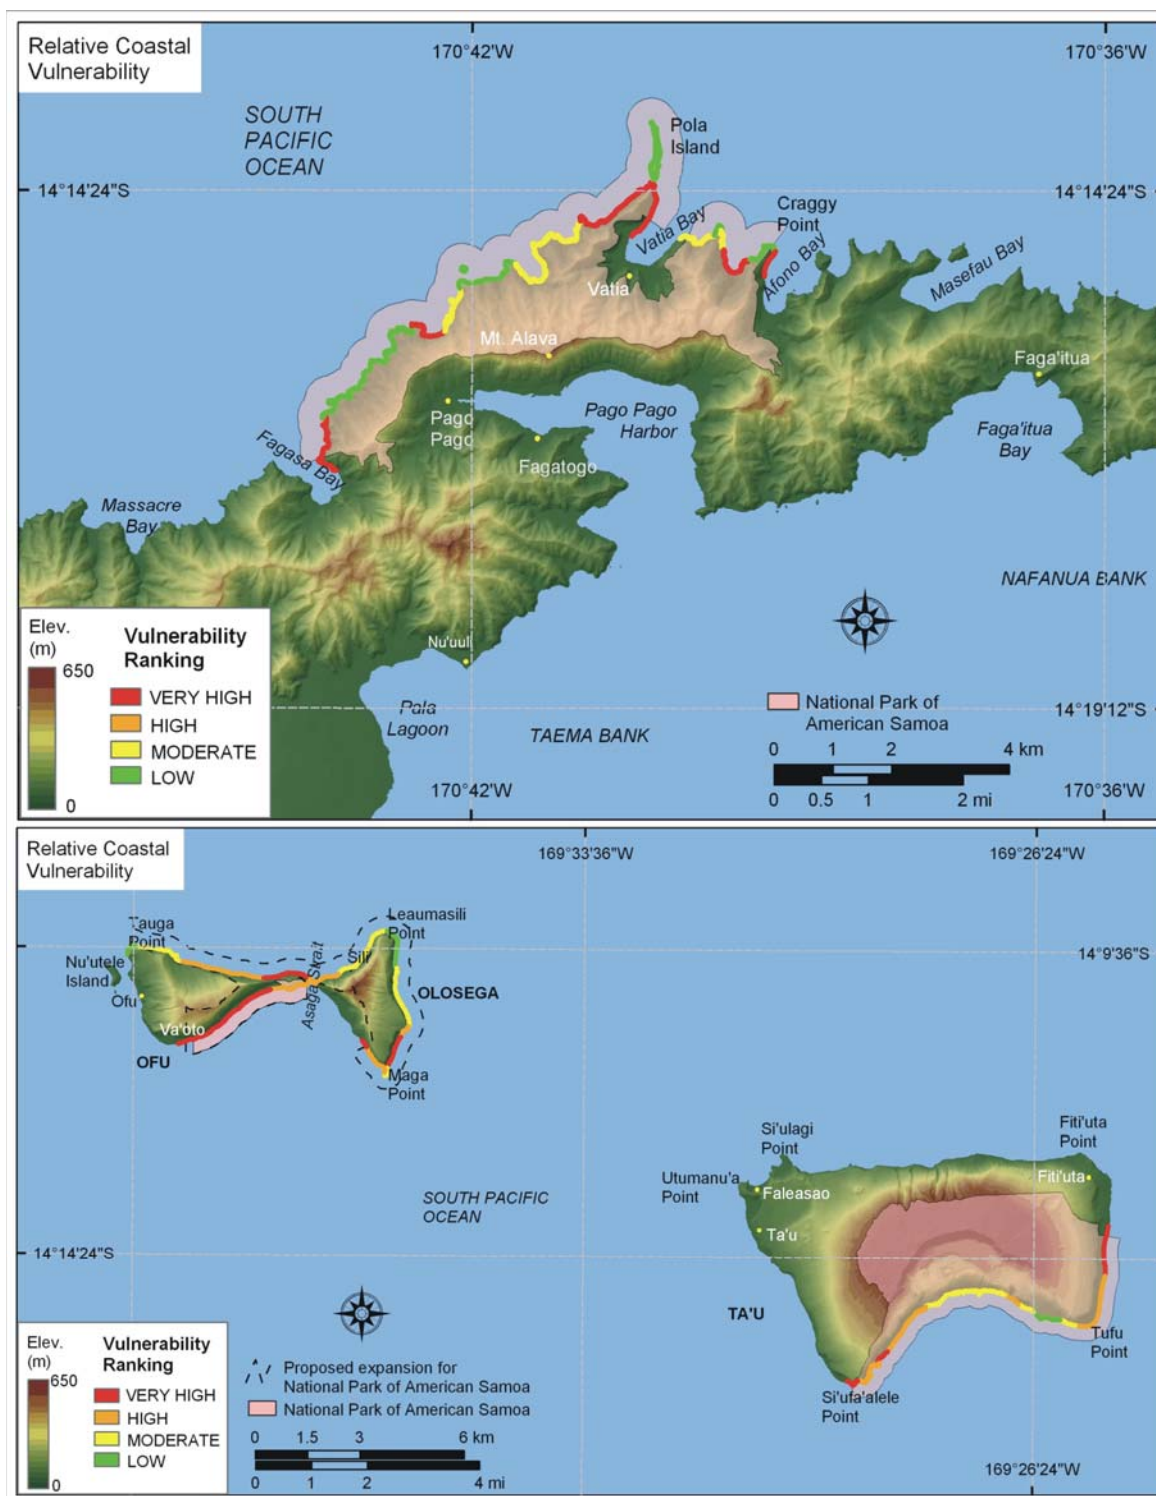 Relative Coastal
Vulnerability
170°42'W
170°36'W
SOUTH
PACIFIC
OCEAN
Pola
Island
14°14'24"S
14°14'24"S
Craggy
Point
Vatia Bay
Afono Bay
Masefau Bay
Vatia
Mt. Alava
Faga'itua
Pago
Pago
Pago Pago
Harbor
Faga'itua
Bay
Fagatogo
Fagasa Bay
Massacre
Bay
NAFANUA BANK
Elev.
(m)
650
0
Vulnerability
Ranking
VERY HIGH
HIGH
MODERATE
LOW
Nu'uul
Pala
Lagoon
TAEMA BANK
National Park of
American Samoa
14°19'12"S
0 1 2 4 km
0 0.5 1 2 mi
170°42'W
170°36'W
Relative Coastal
Vulnerability
169°33'36"W
169°26'24"W
Tauga
Point
Leaumasili
Point
Sili
Asaga Strait
14°9'36"S
Nu'utele
Island
Ofu
OLOSEGA
Va'oto
OFU
Maga
Point
Si'ulagi
Point
Fiti'uta
Point
Utumanu'a
Point
Faleasao
Fiti'uta
SOUTH PACIFIC
OCEAN
Ta'u
14°14'24"S
TA'U
Tufu
Point
Si'ufa'alele
Point
Elev.
(m)
650
0
Vulnerability
Ranking
VERY HIGH
HIGH
MODERATE
LOW
Proposed expansion for
National Park of American Samoa
National Park of American Samoa
0 1.5 3 6 km
0 1 2 4 mi
169°26'24"W